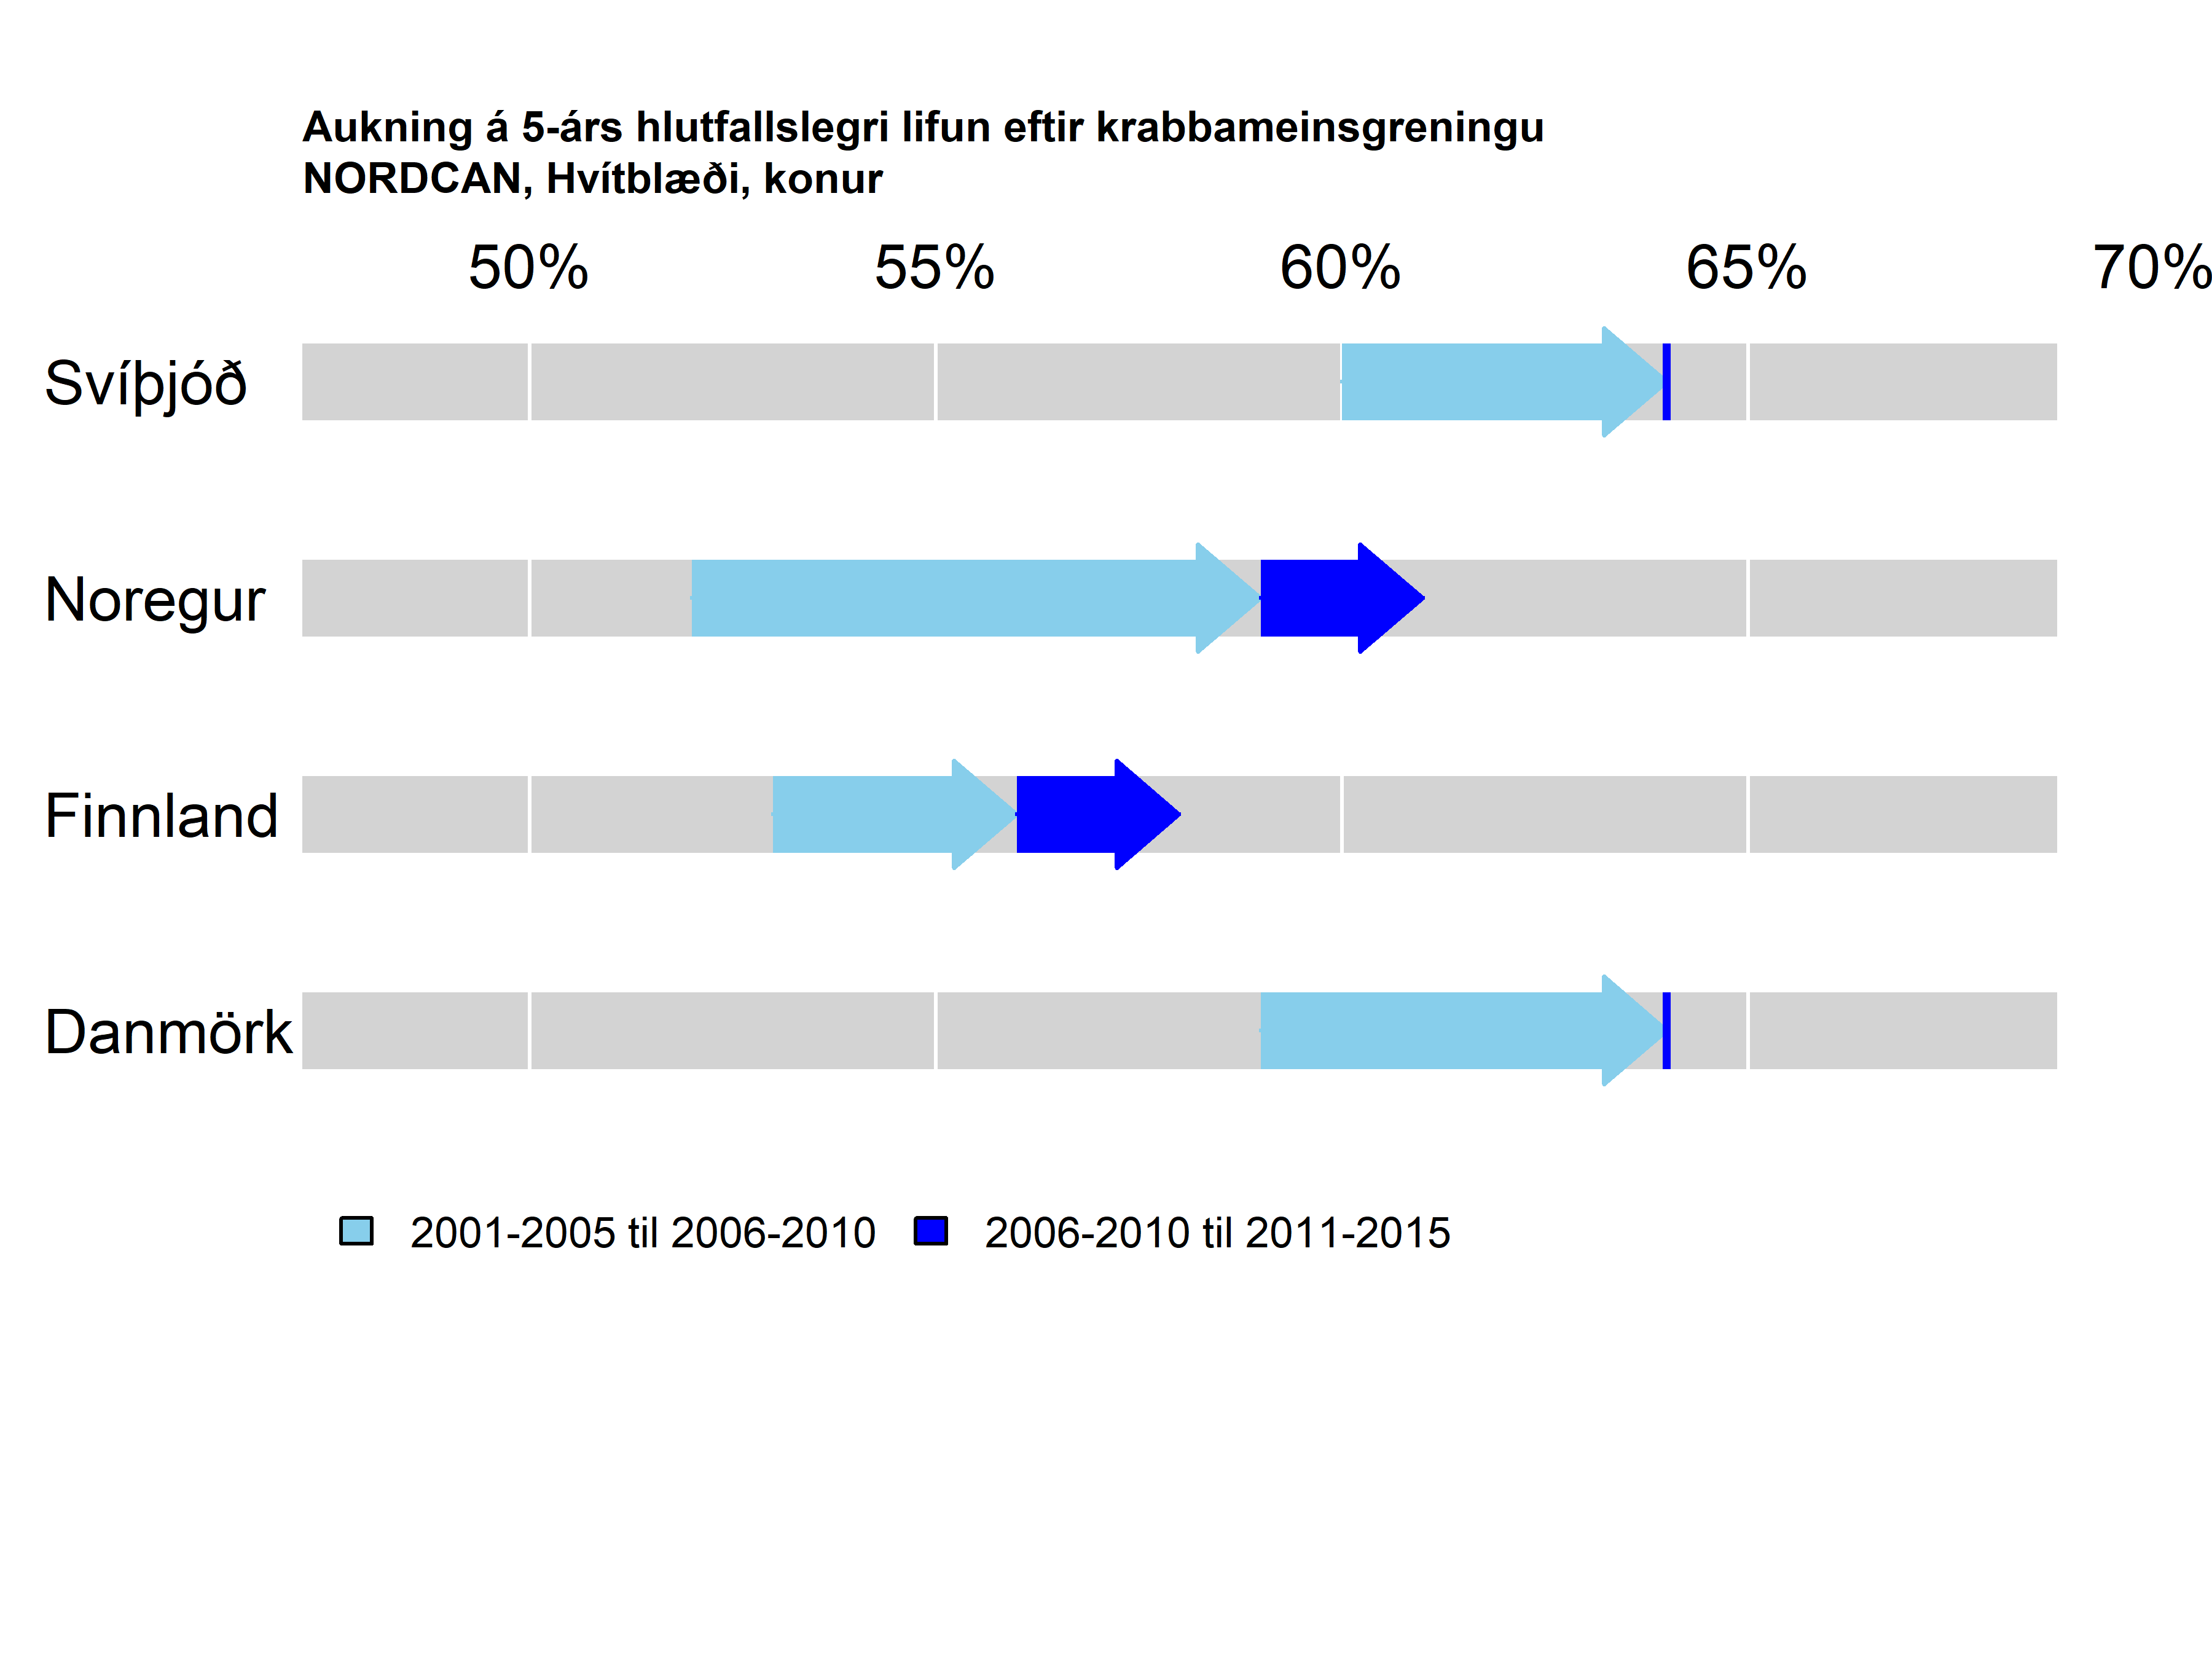 Aukning á 5-árs hlutfallslegri lifun eftir krabbameinsgreningu
NORDCAN, Hvítblæði, konur
50% 55% 60% 65% 70%
Svíþjóð
Noregur
Finnland
Danmörk
2001-2005 til 2006-2010 2006-2010 til 2011-2015